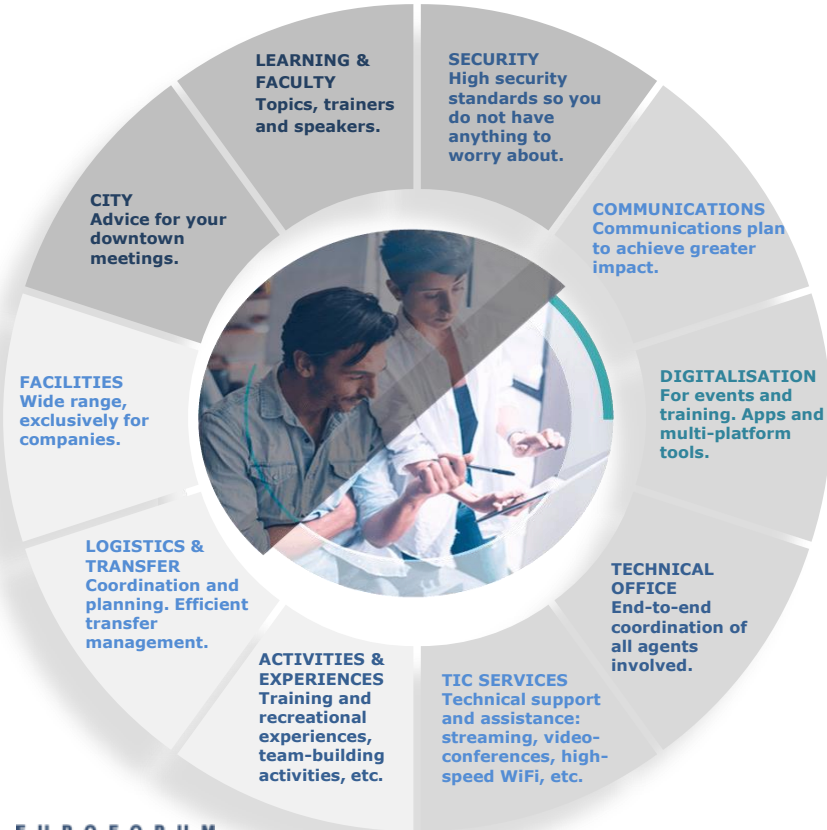 LEARNING &
FACULTY
Topics, trainers
and speakers.
SECURITY
High security
standards so you
do not have
anything to
worry about.
COMMUNICATIONS
Communications plan
to achieve greater
impact.
DIGITALISATION
For events and
training. Apps and
multi-platform
tools.
TECHNICAL
OFFICE
End-to-end
coordination of
all agents
involved.
TIC SERVICES
Technical support
and assistance:
streaming, video-
conferences, high-
speed WiFi, etc.
ACTIVITIES &
EXPERIENCES
Training and
recreational
experiences,
team-building
activities, etc.
LOGISTICS &
TRANSFER
Coordination and
planning. Efficient
transfer
management.
FACILITIES
Wide range,
exclusively for
companies.
CITY
Advice for your
downtown
meetings.
EUROFORUM